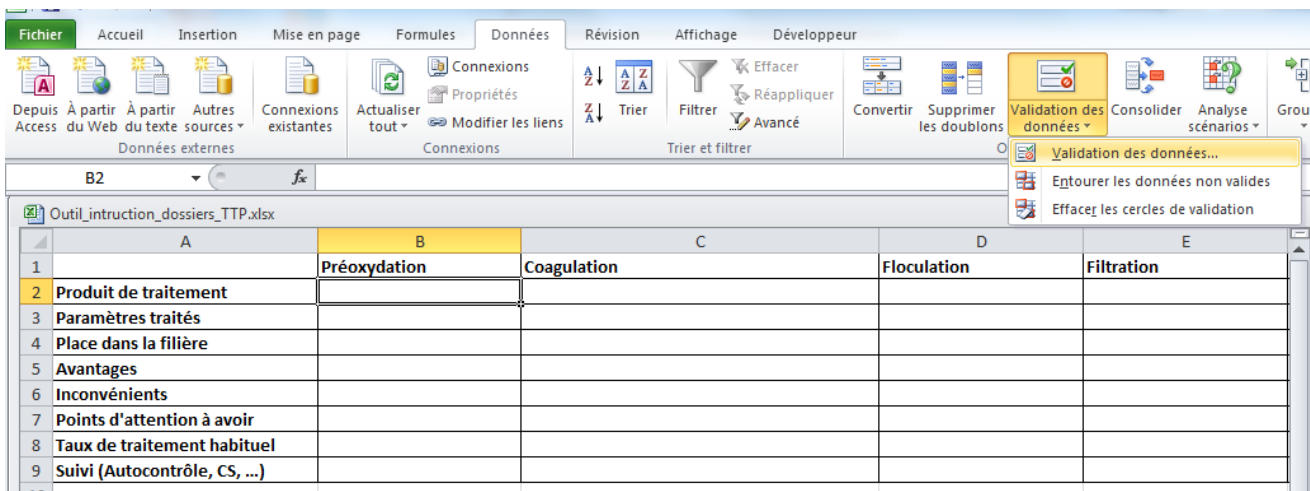 Fichier Accueil Insertion Mise en page Formules Données Révision Affichage Développeur
Connexions Effacer
Propriétés Réappliquer
Depuis À partir À partir Autres Connexions Actualiser Trier Filtrer Convertir Supprimer Validation des Consolider Analyse Grou
Access du Web du texte sources existantes tout Modifier les liens Avancé les doublons données scénarios
Données externes Connexions Trier et filtrer O
Validation des données...
B2 fx
Entourer les données non valides
Effacer les cercles de validation
Outil_intruction_dossiers_TTP.xlsx
A B C D E
1 Préoxydation Coagulation Floculation Filtration
2 Produit de traitement
3 Paramètres traités
4 Place dans la filière
5 Avantages
6 Inconvénients
7 Points d'attention à avoir
8 Taux de traitement habituel
9 Suivi (Autocontrôle, CS, ...)